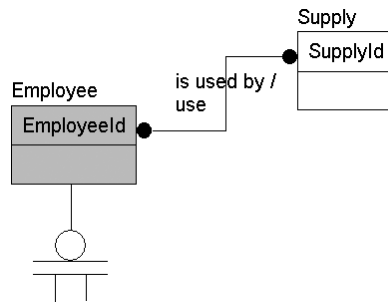 Supply
SupplyId
is used by /
use
Employee
EmployeeId